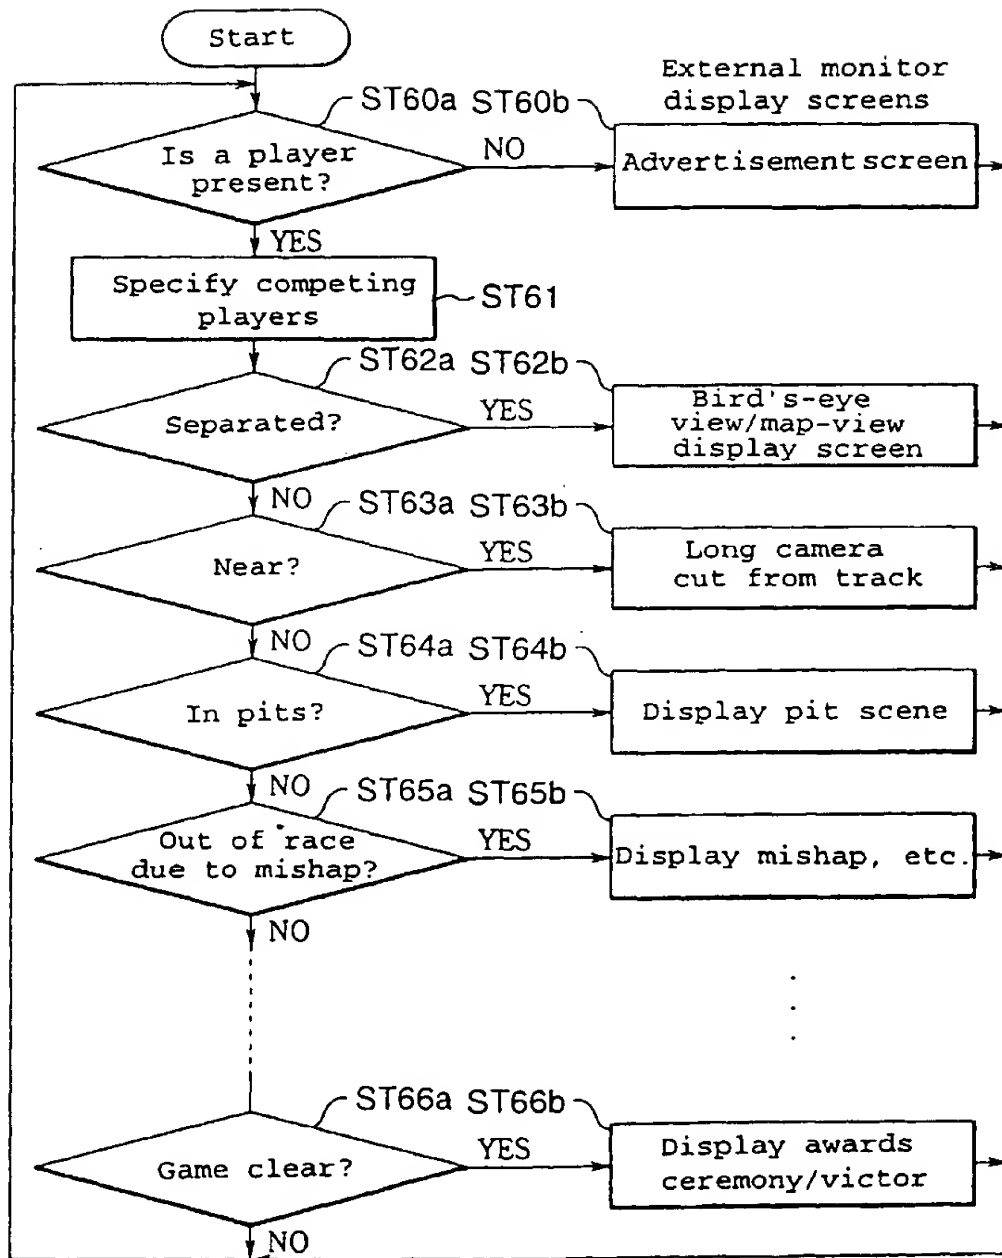 Start
External monitor
display screens
ST60a ST60b
Is a player
present?
NO
Advertisement screen
YES
Specify competing
players
ST61
ST62a ST62b
Separated?
YES
Bird's-eye
view/map-view
display screen
NO
ST63a ST63b
Near?
YES
Long camera
cut from track
NO
ST64a ST64b
In pits?
YES
Display pit scene
NO
ST65a ST65b
Out of race
due to mishap?
YES
Display mishap, etc.
NO
ST66a ST66b
Game clear?
YES
Display awards
ceremony/victor
NO